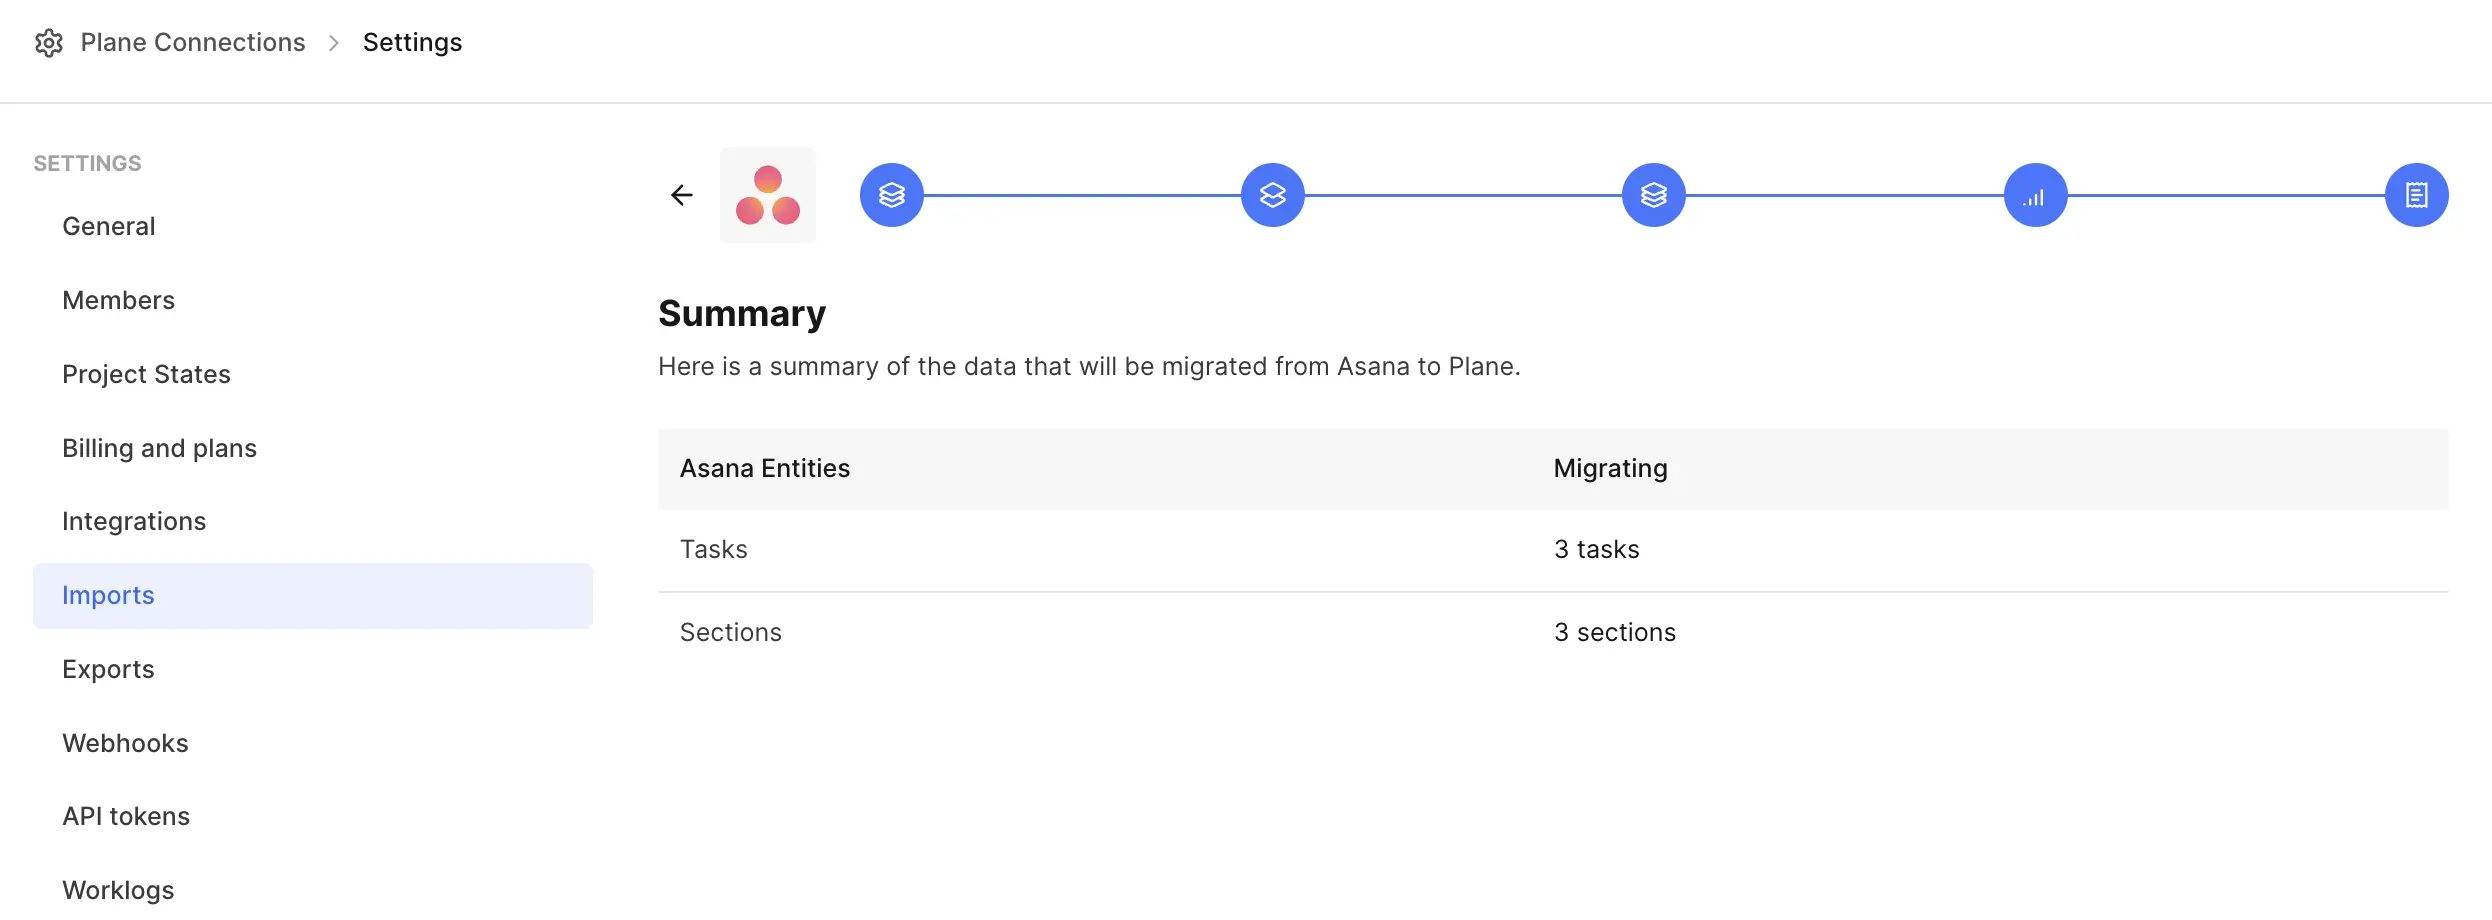 Plane Connections > Settings
SETTINGS
General
Members
Project States
Billing and plans
Integrations
Imports
Exports
Webhooks
API tokens
Worklogs
Summary
Here is a summary of the data that will be migrated from Asana to Plane.
Asana Entities Migrating
Tasks 3 tasks
Sections 3 sections